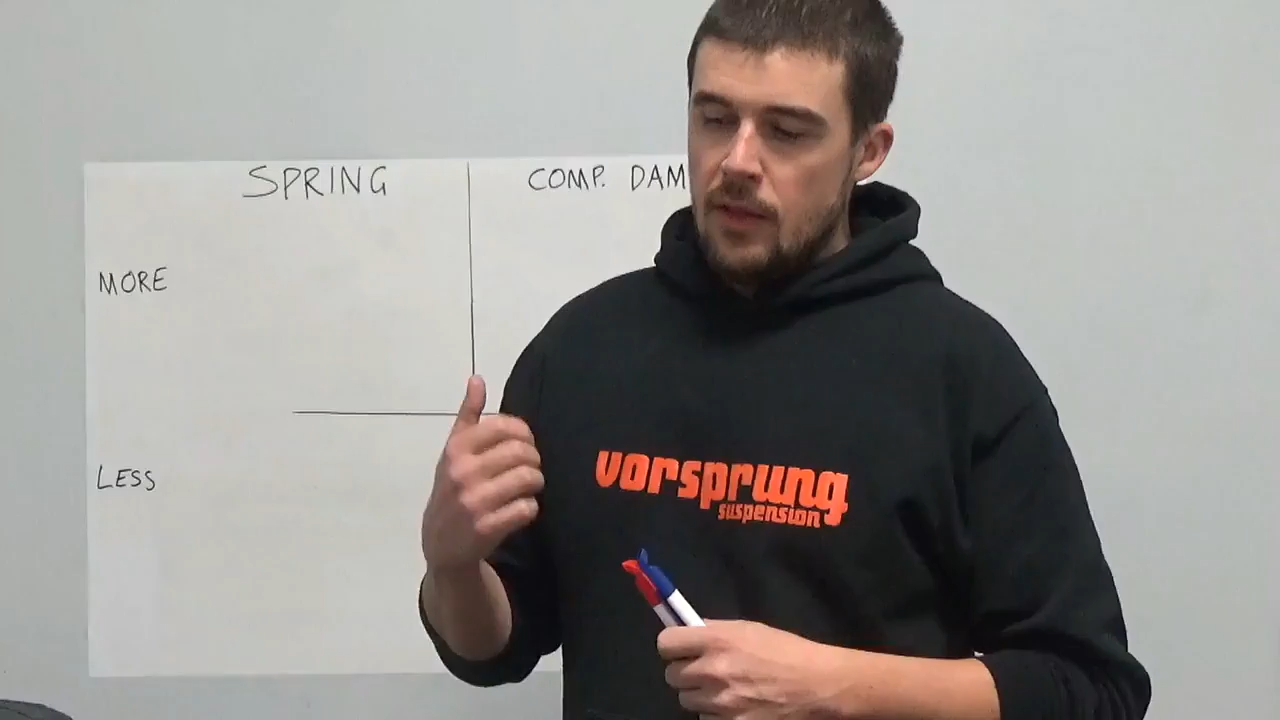 SPRING
COMP. DAM
MORE
LESS
vorsprung
suspension